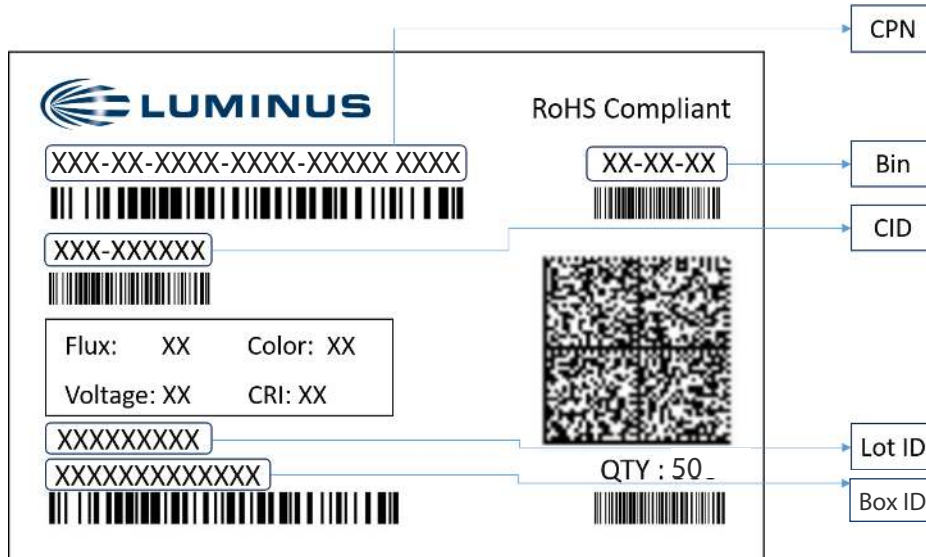 CPN
LUMINUS
RoHS Compliant
XXX-XX-XXXX-XXXX-XXXXX XXXX
XX-XX-XX
Bin
XXX-XXXXXX
CID
Flux: XX Color: XX
Voltage: XX CRI: XX
XXXXXXXXX
Lot ID
XXXXXXXXXXXXX
QTY : 50
Box ID